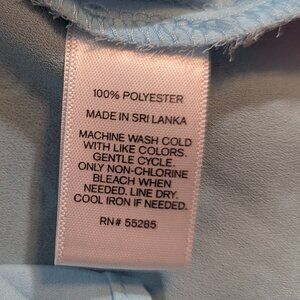 100% POLYESTER
MADE IN SRI LANKA
MACHINE WASH COLD
WITH LIKE COLORS.
GENTLE CYCLE.
ONLY NON-CHLORINE
BLEACH WHEN
NEEDED. LINE DRY.
COOL IRON IF NEEDED.
RN# 55285